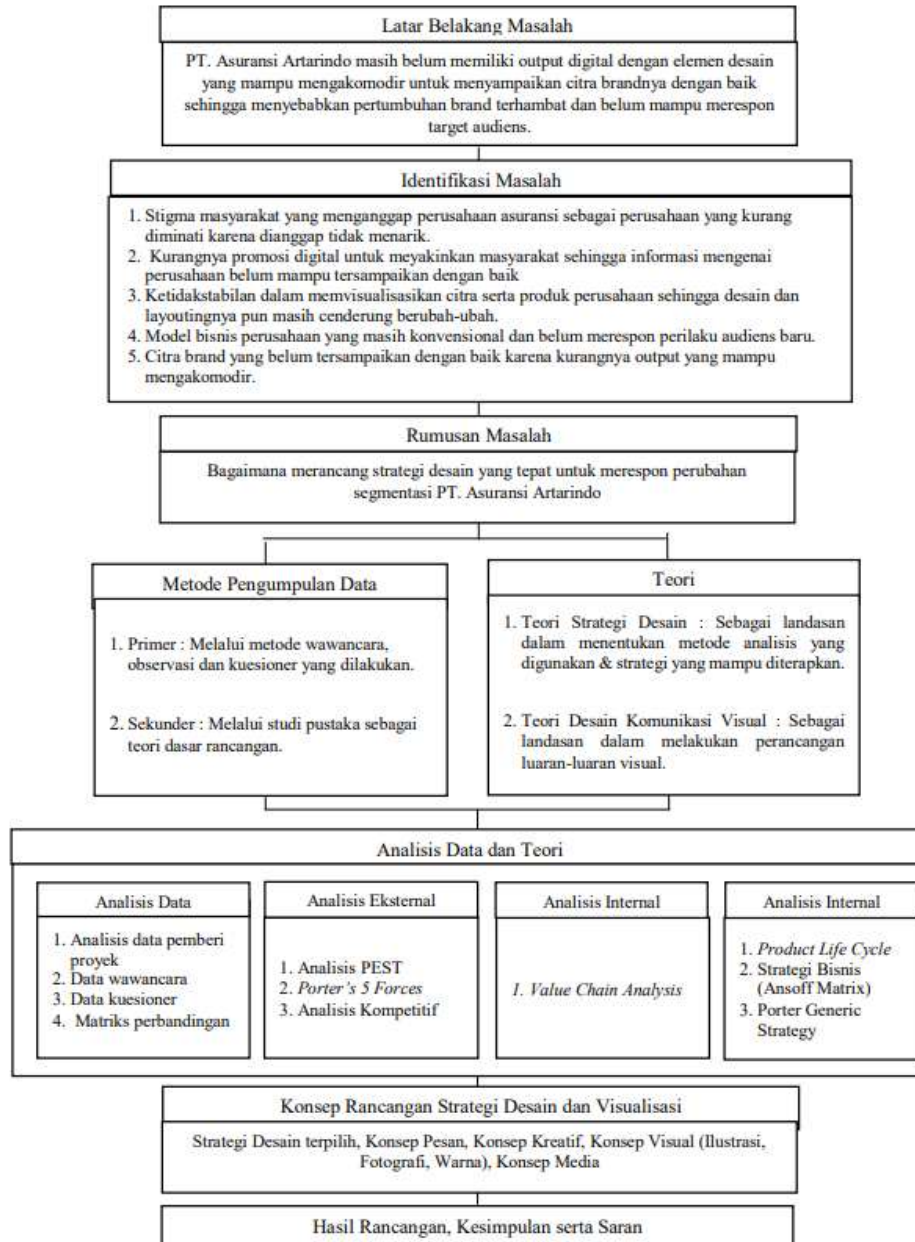 Latar Belakang Masalah
PT. Asuransi Artarindo masih belum memiliki output digital dengan elemen desain
yang mampu mengakomodir untuk menyampaikan citra brandnya dengan baik
sehingga menyebabkan pertumbuhan brand terhambat dan belum mampu merespon
target audiens.
Identifikasi Masalah
1. Stigma masyarakat yang menganggap perusahaan asuransi sebagai perusahaan yang kurang
diminati karena dianggap tidak menarik.
2. Kurangnya promosi digital untuk meyakinkan masyarakat sehingga informasi mengenai
perusahaan belum mampu tersampaikan dengan baik
3. Ketidakstabilan dalam memvisualisasikan citra serta produk perusahaan sehingga desain dan
layoutingnya pun masih cenderung berubah-ubah.
4. Model bisnis perusahaan yang masih konvensional dan belum merespon perilaku audiens baru.
5. Citra brand yang belum tersampaikan dengan baik karena kurangnya output yang mampu
mengakomodir.
Rumusan Masalah
Bagaimana merancang strategi desain yang tepat untuk merespon perubahan
segmentasi PT. Asuransi Artarindo
Metode Pengumpulan Data
1. Primer : Melalui metode wawancara,
observasi dan kuesioner yang dilakukan.
2. Sekunder : Melalui studi pustaka sebagai
teori dasar rancangan.
Teori
1. Teori Strategi Desain : Sebagai landasan
dalam menentukan metode analisis yang
digunakan & strategi yang mampu diterapkan.
2. Teori Desain Komunikasi Visual : Sebagai
landasan dalam melakukan perancangan
luaran-luaran visual.
Analisis Data dan Teori
Analisis Data
1. Analisis data pemberi
proyek
2. Data wawancara
3. Data kuesioner
4. Matriks perbandingan
Analisis Eksternal
1. Analisis PEST
2. Porter's 5 Forces
3. Analisis Kompetitif
Analisis Internal
1. Value Chain Analysis
Analisis Internal
1. Product Life Cycle
2. Strategi Bisnis
(Ansoff Matrix)
3. Porter Generic
Strategy
Konsep Rancangan Strategi Desain dan Visualisasi
Strategi Desain terpilih, Konsep Pesan, Konsep Kreatif, Konsep Visual (Ilustrasi,
Fotografi, Warna), Konsep Media
Hasil Rancangan, Kesimpulan serta Saran